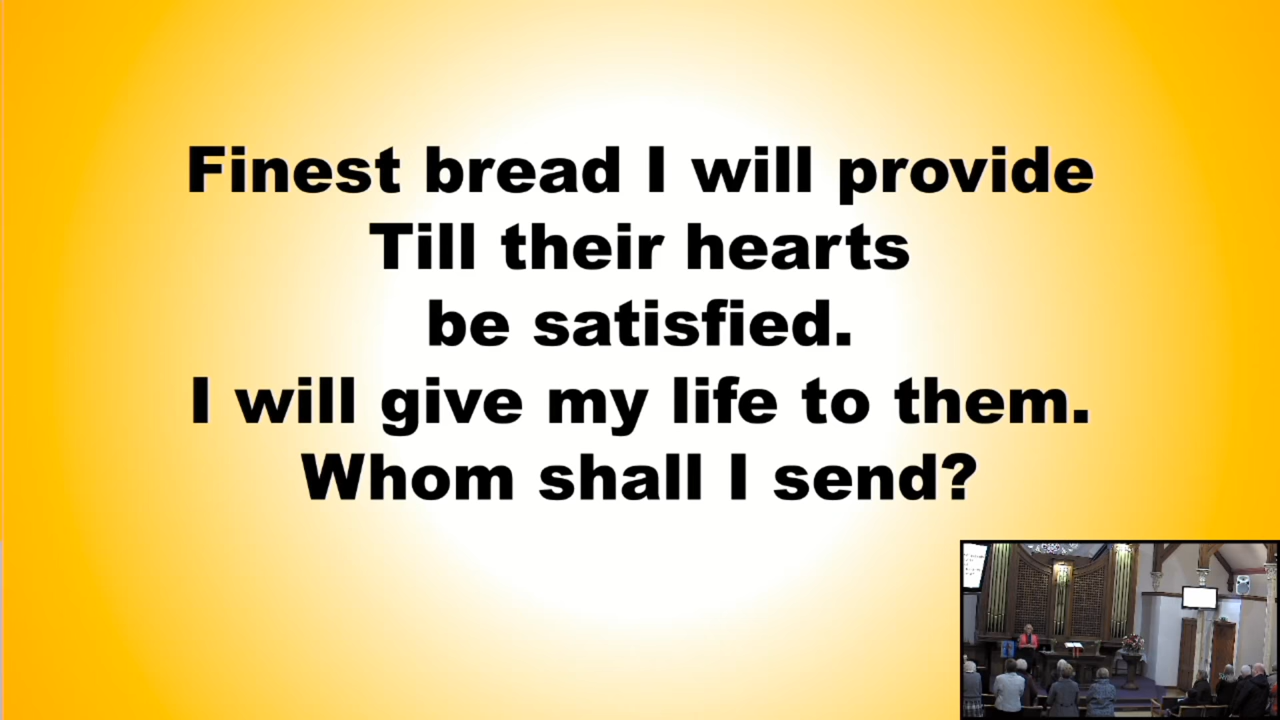 Finest bread I will provide
Till their hearts
be satisfied.
I will give my life to them.
Whom shall I send?